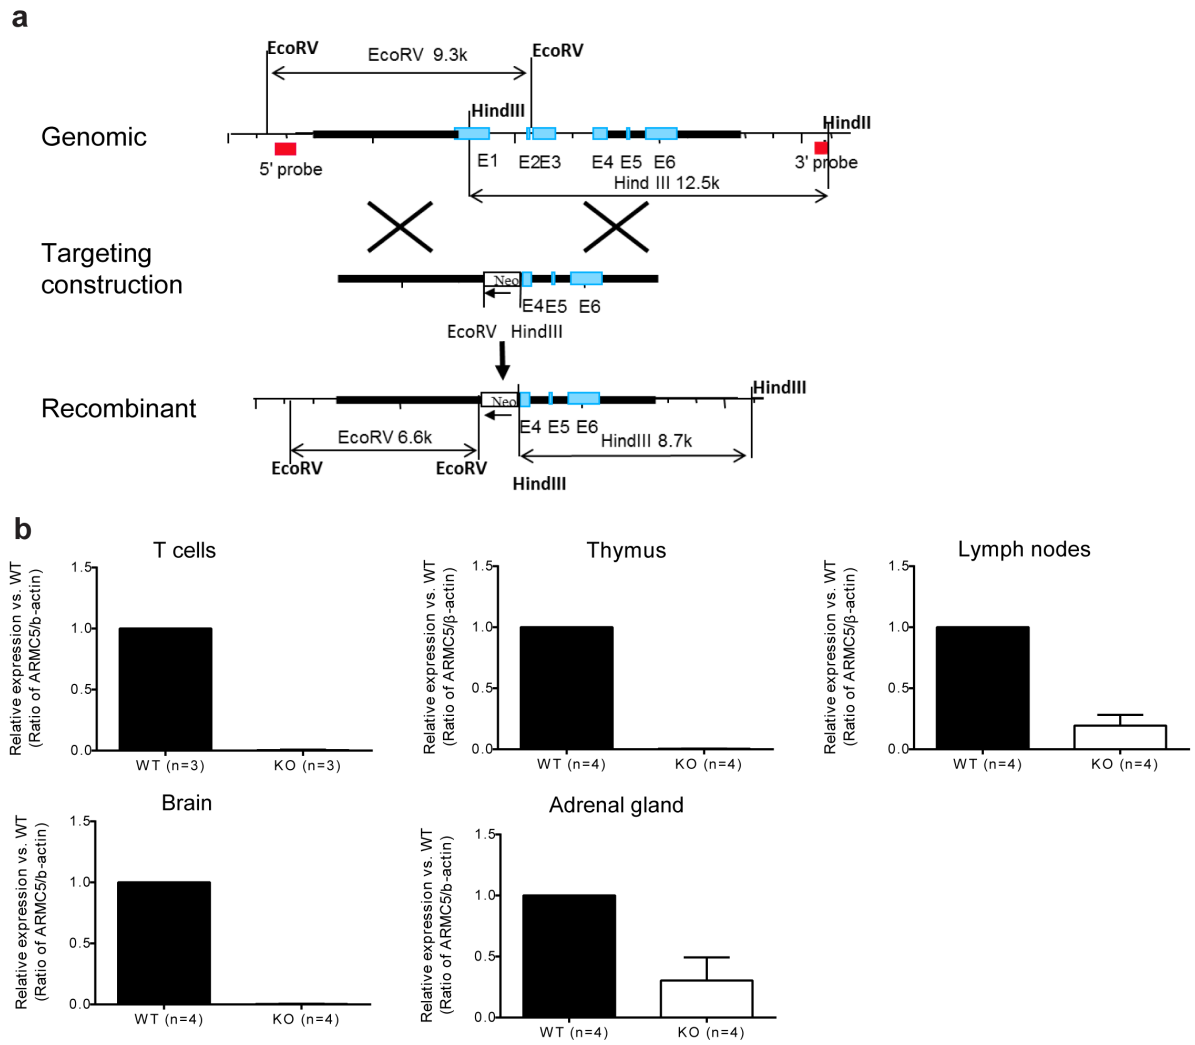 a
EcoRV
EcoRV 9.3k
EcoRV
HindIII
HindII
Genomic
5' probe
E1
E2E3
E4 E5 E6
3' probe
Hind III 12.5k
Targeting
construction
Neo
E4E5 E6
EcoRV HindIII
Recombinant
HindIII
Neo
E4 E5 E6
EcoRV 6.6k
HindIII 8.7k
EcoRV
EcoRV
HindIII
b
T cells
Relative expression vs. WT
(Ratio of ARMC5/b-actin)
1.5
1.0
0.5
0.0
WT (n=3)
KO (n=3)
Thymus
Relative expression vs. WT
(Ratio of ARMC5/β-actin)
1.5
1.0
0.5
0.0
WT (n=4)
KO (n=4)
Lymph nodes
Relative expression vs. WT
(Ratio of ARMC5/β-actin)
1.5
1.0
0.5
0.0
WT (n=4)
KO (n=4)
Brain
Relative expression vs. WT
(Ratio of ARMC5/b-actin)
1.5
1.0
0.5
0.0
WT (n=4)
KO (n=4)
Adrenal gland
Relative expression vs. WT
(Ratio of ARMC5/b-actin)
1.5
1.0
0.5
0.0
WT (n=4)
KO (n=4)